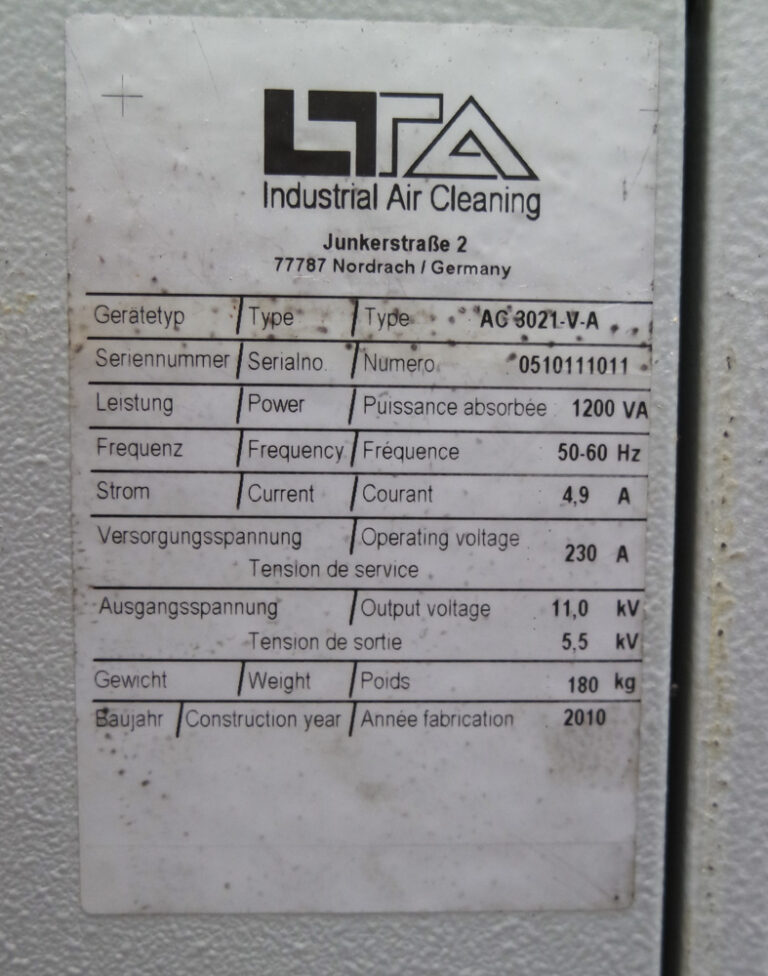 LTA
Industrial Air Cleaning
Junkerstraße 2
77787 Nordrach / Germany
Gerätetyp / Type / Type AC 3021-V-A
Seriennummer / Serialno. / Numero. 0510111011
Leistung / Power / Puissance absorbée 1200 VA
Frequenz / Frequency / Fréquence 50-60 Hz
Strom / Current / Courant 4,9 A
Versorgungsspannung / Operating voltage
Tension de service 230 A
Ausgangsspannung / Output voltage 11,0 kV
Tension de sortie 5,5 kV
Gewicht / Weight / Poids 180 kg
Baujahr / Construction year / Année fabrication 2010